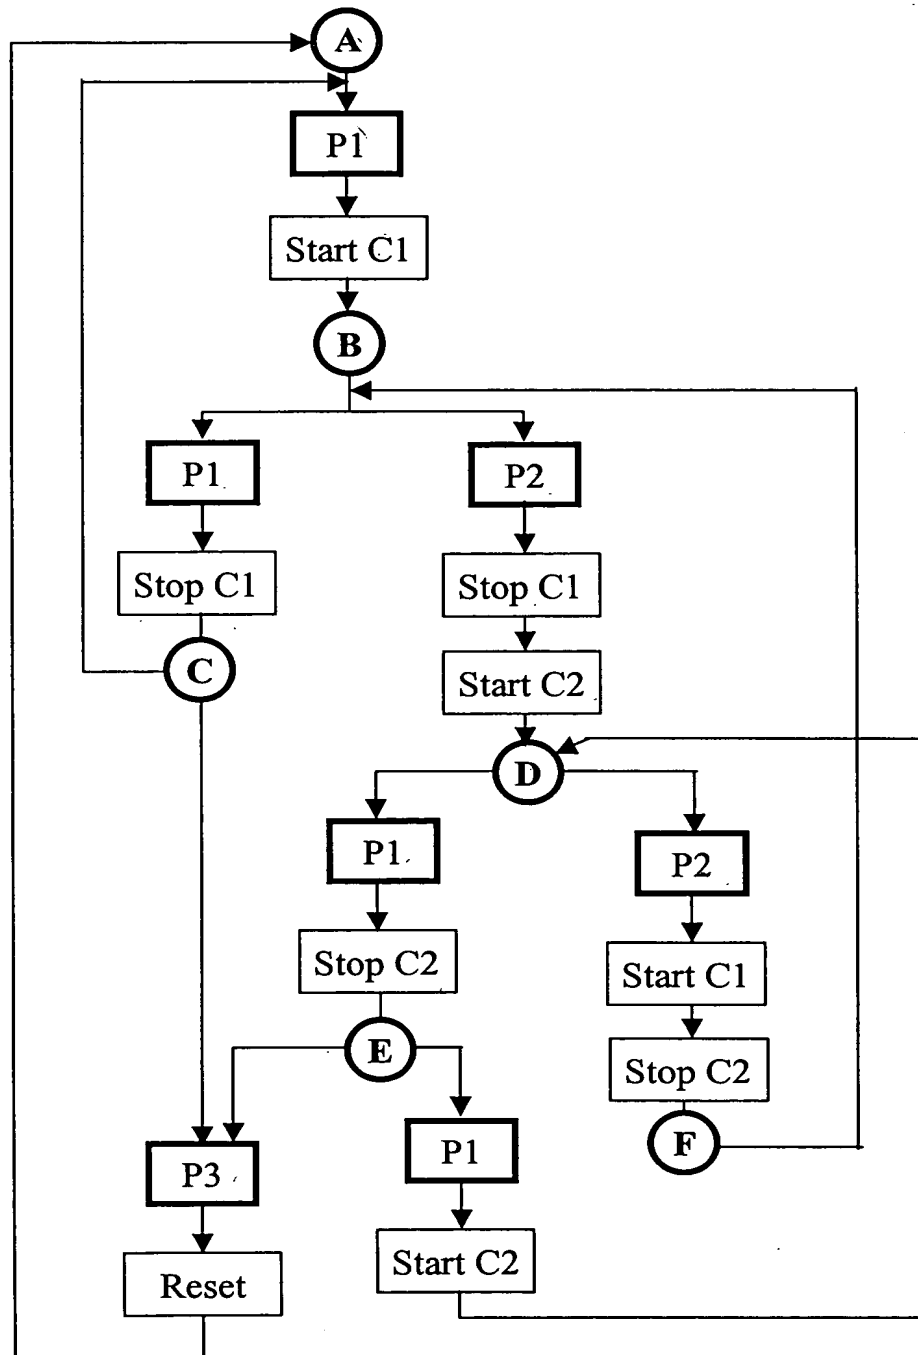 A
P1
Start C1
B
P1
P2
Stop C1
Stop C1
C
Start C2
D
P1
P2
Stop C2
Start C1
E
Stop C2
P1
F
P3
Start C2
Reset